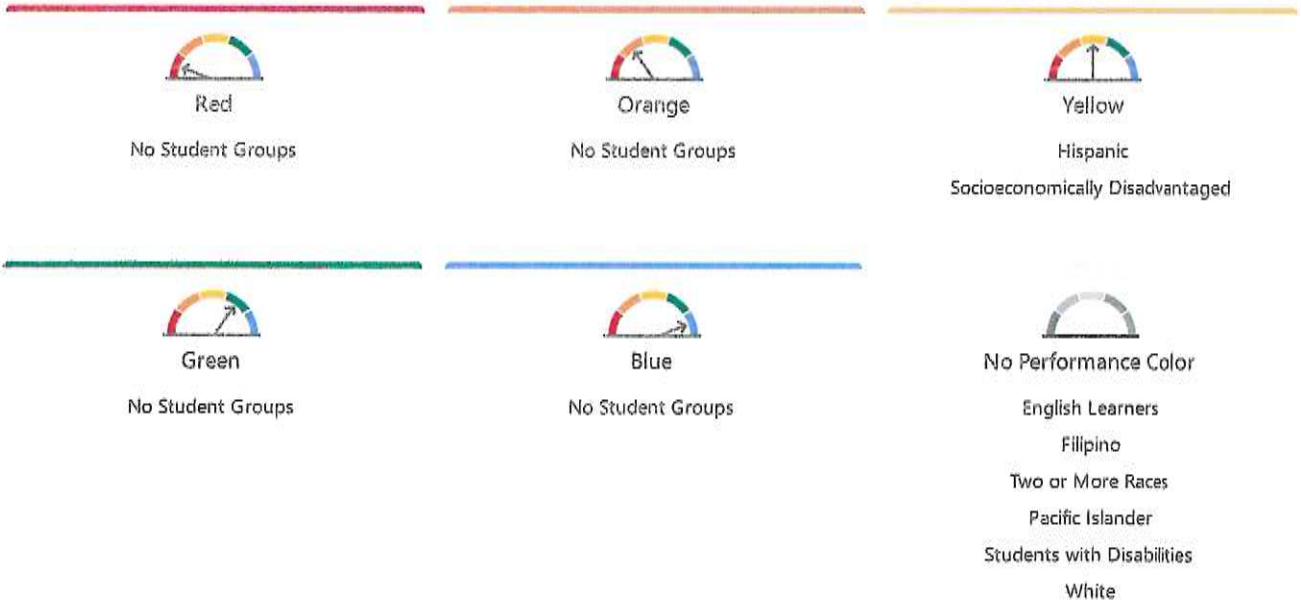 Red
No Student Groups
Orange
No Student Groups
Yellow
Hispanic
Socioeconomically Disadvantaged
Green
No Student Groups
Blue
No Student Groups
No Performance Color
English Learners
Filipino
Two or More Races
Pacific Islander
Students with Disabilities
White